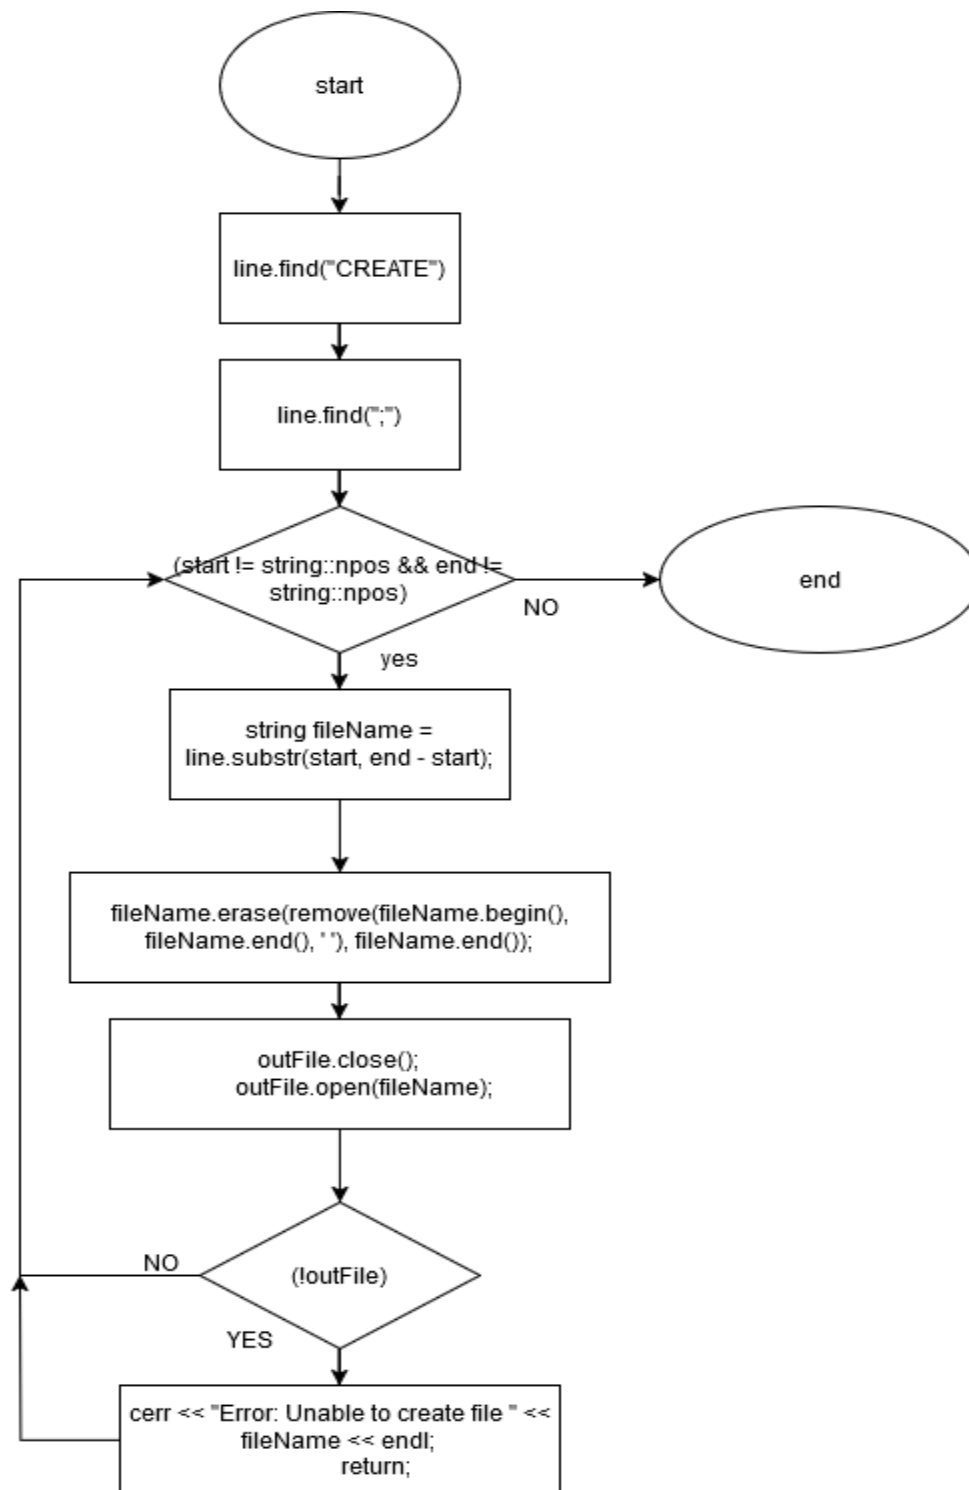 start
line.find("CREATE")
line.find(";")
(start != string::npos && end !=
string::npos)
NO
end
yes
string fileName =
line.substr(start, end - start);
fileName.erase(remove(fileName.begin(),
fileName.end(), ' '), fileName.end());
outFile.close();
outFile.open(fileName);
NO
(!outFile)
YES
cerr << "Error: Unable to create file " <<
fileName << endl;
return;